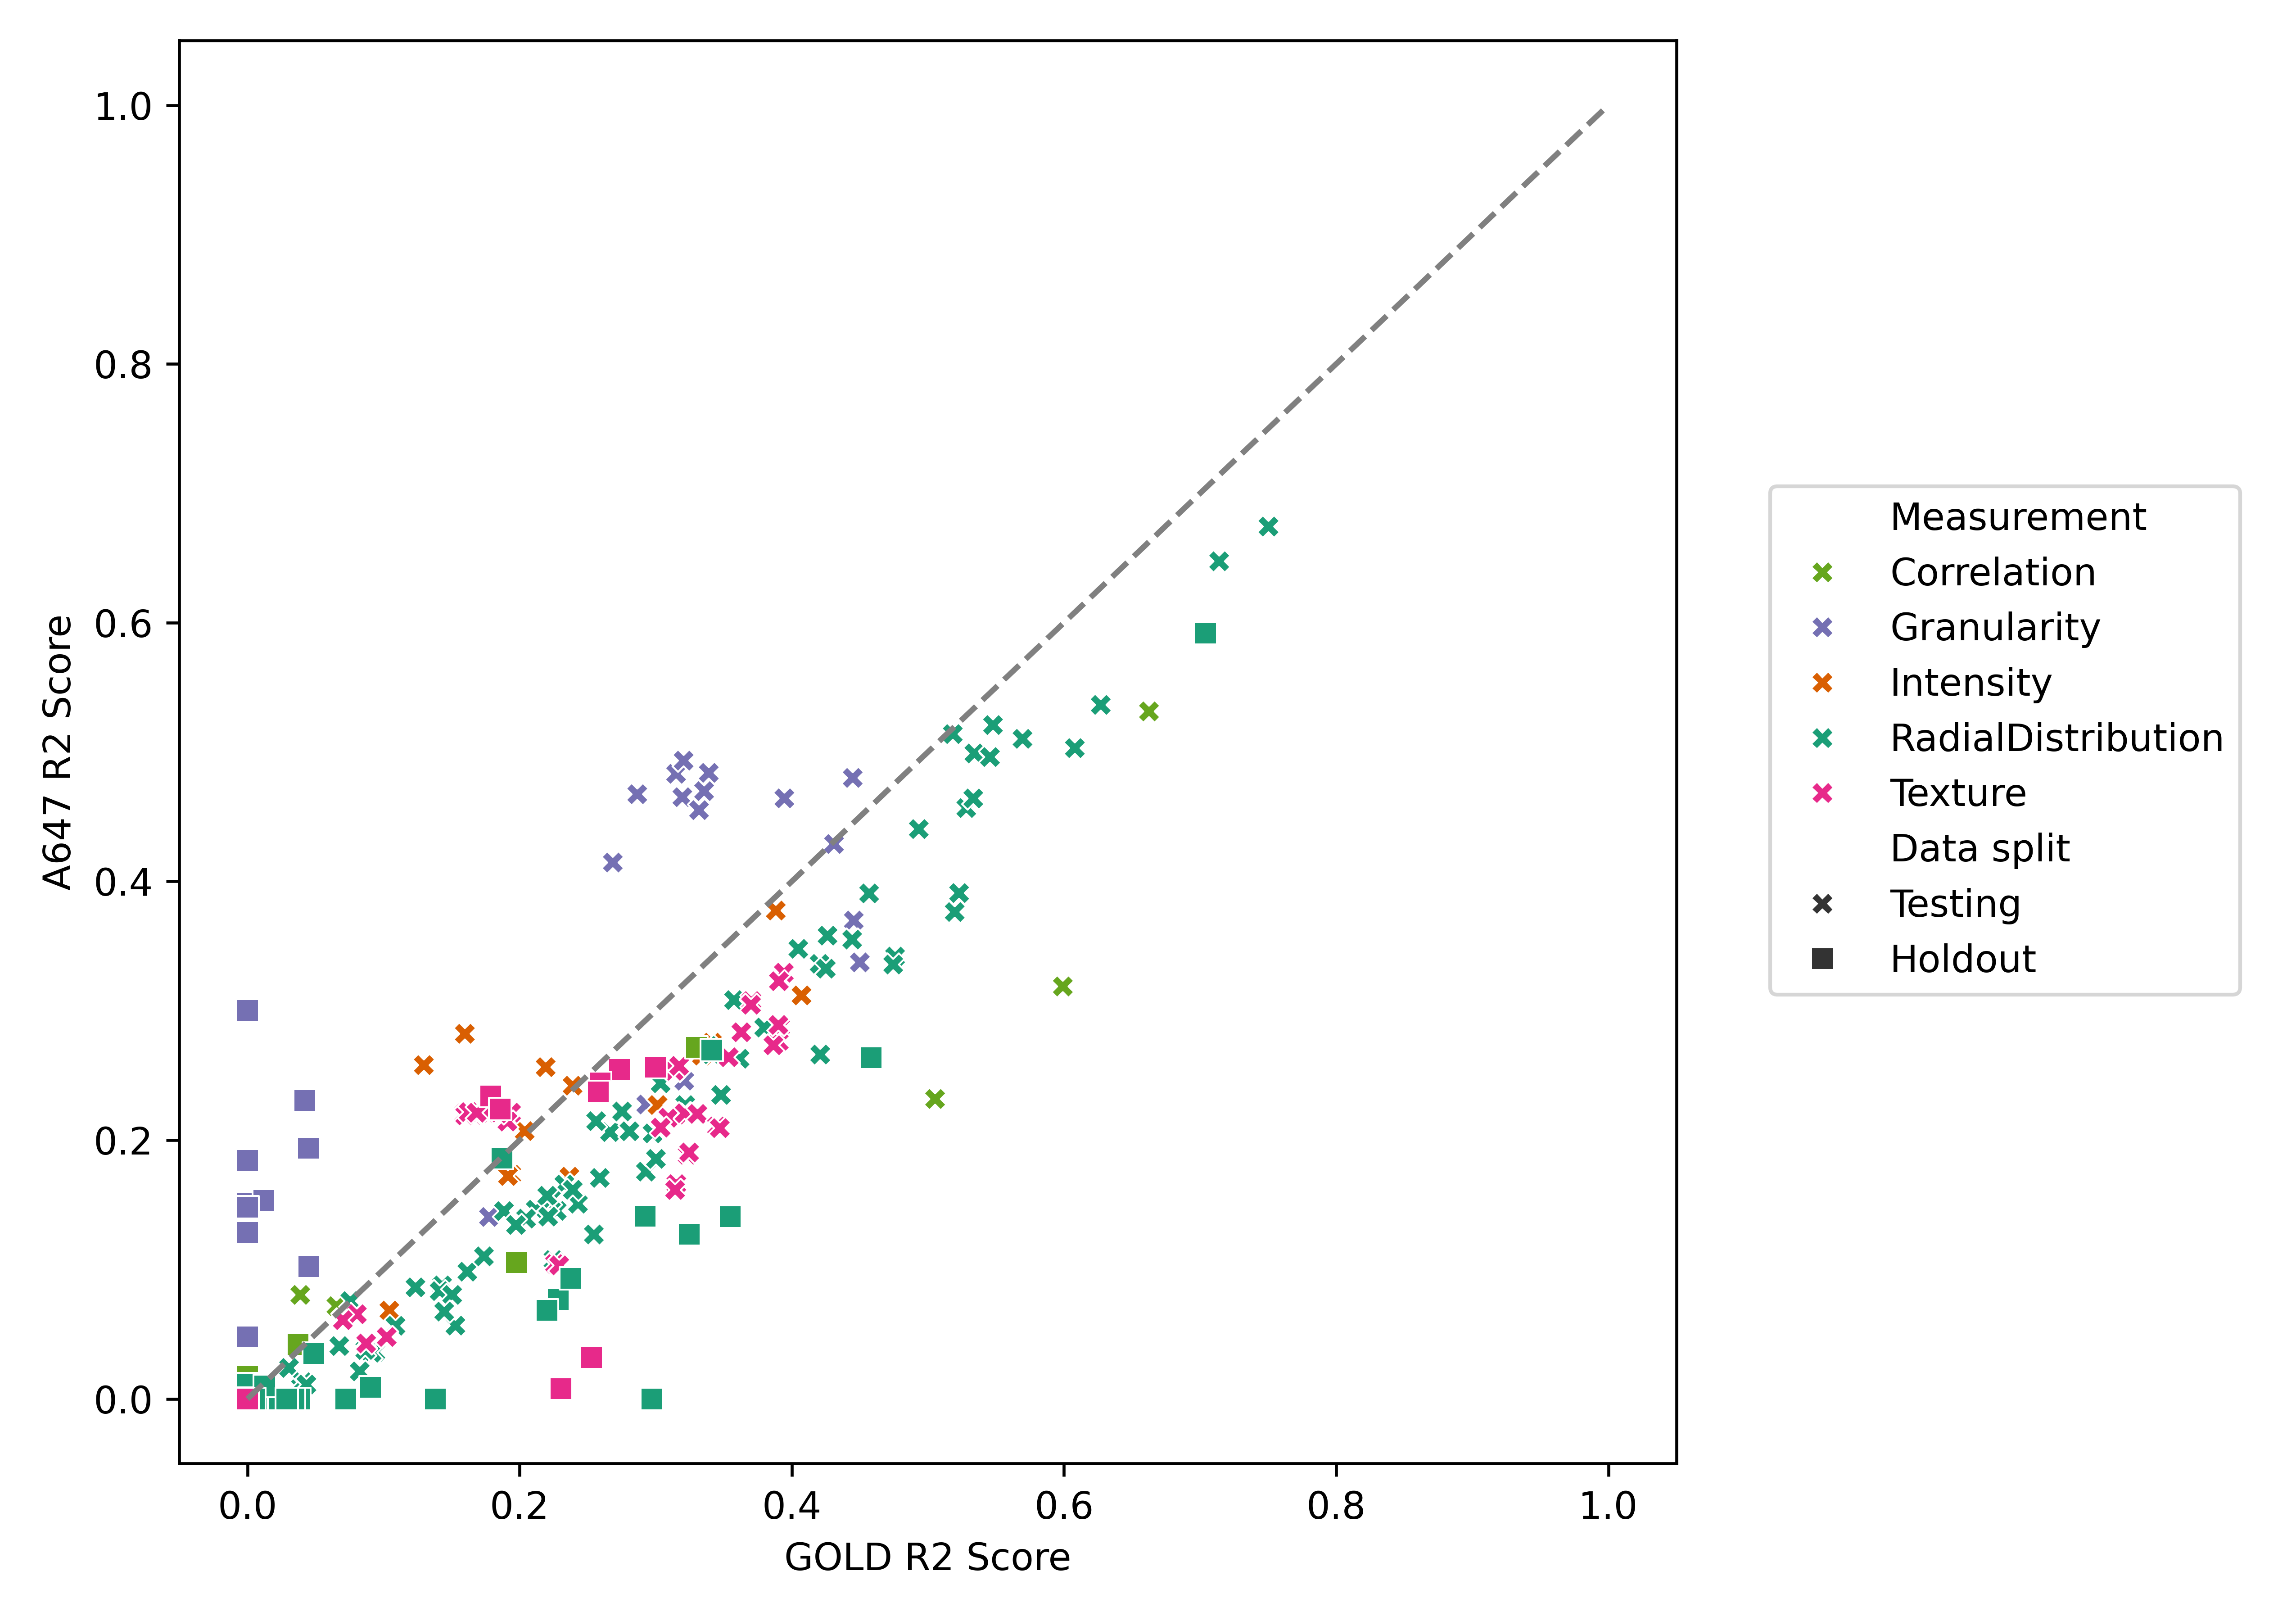 1.0
0.8
0.6
0.4
0.2
0.0
A647 R2 Score
0.0 0.2 0.4 0.6 0.8 1.0
GOLD R2 Score
Measurement
Correlation
Granularity
Intensity
RadialDistribution
Texture
Data split
Testing
Holdout